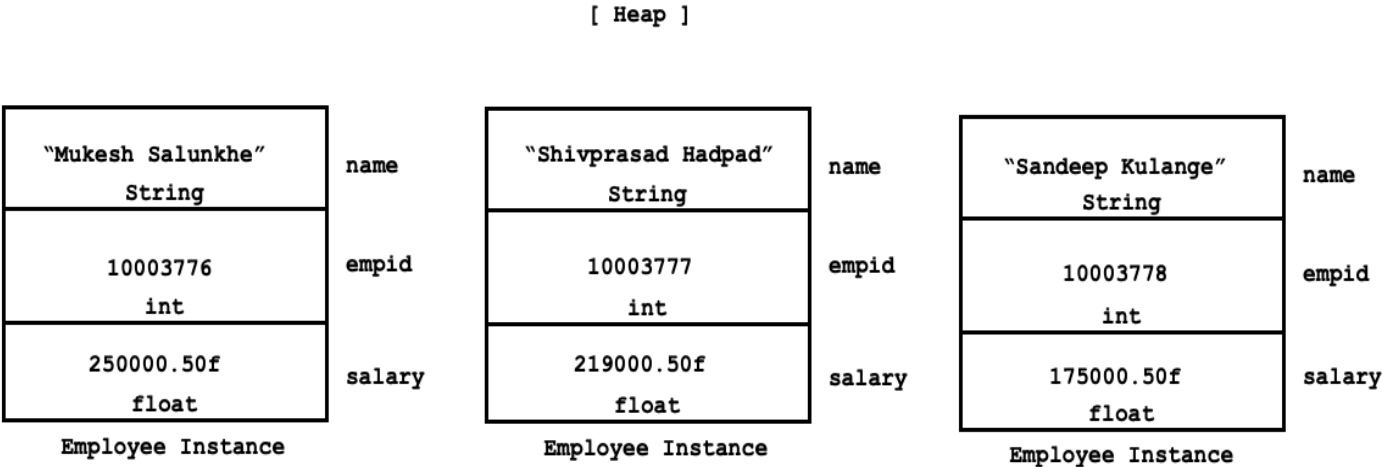 [ Heap ]
“Mukesh Salunkhe”
String
name
10003776
int
empid
250000.50f
float
salary
Employee Instance
“Shivprasad Hadpad”
String
name
10003777
int
empid
219000.50f
float
salary
Employee Instance
“Sandeep Kulange”
String
name
10003778
int
empid
175000.50f
float
salary
Employee Instance